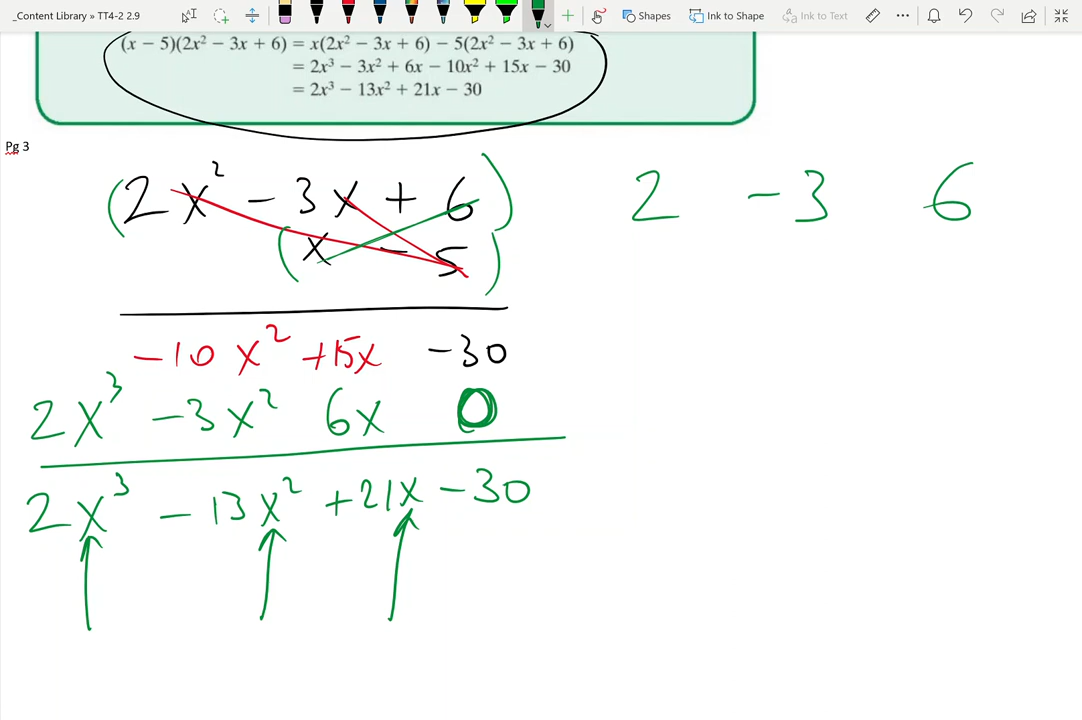 _Content Library » TT4-2 2.9
Shapes Ink to Shape Ink to Text
(x − 5)(2x² − 3x + 6) = x(2x² − 3x + 6) − 5(2x² − 3x + 6)
= 2x³ − 3x² + 6x − 10x² + 15x − 30
= 2x³ − 13x² + 21x − 30
Pg 3
(2x² − 3x + 6)
(x − 5)
−10x² +15x −30
2x³ −3x² 6x 0
2x³ − 13x² +21x − 30
2 −3 6